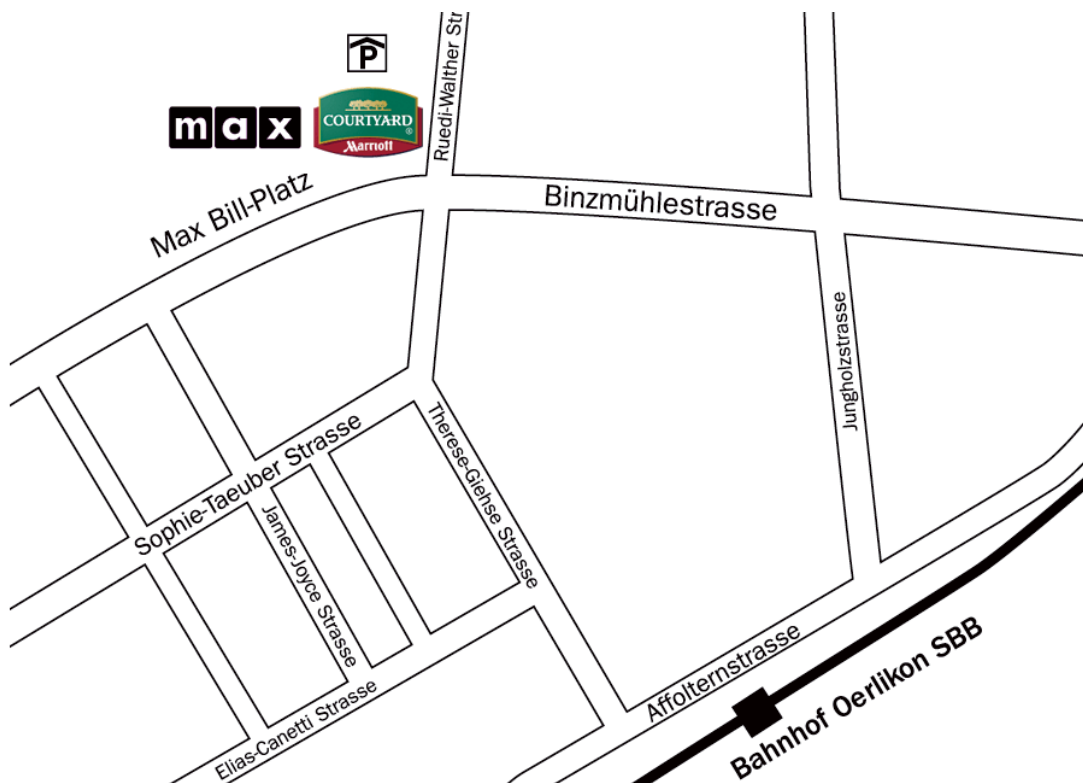 P
Ruedi-Walther Str
max
COURTYARD
®
Marriott
Max Bill-Platz
Binzmühlestrasse
Jungholzstrasse
Therese-Giehse Strasse
Sophie-Taeuber Strasse
James-Joyce Strasse
Elias-Canetti Strasse
Affolternstrasse
Bahnhof Oerlikon SBB